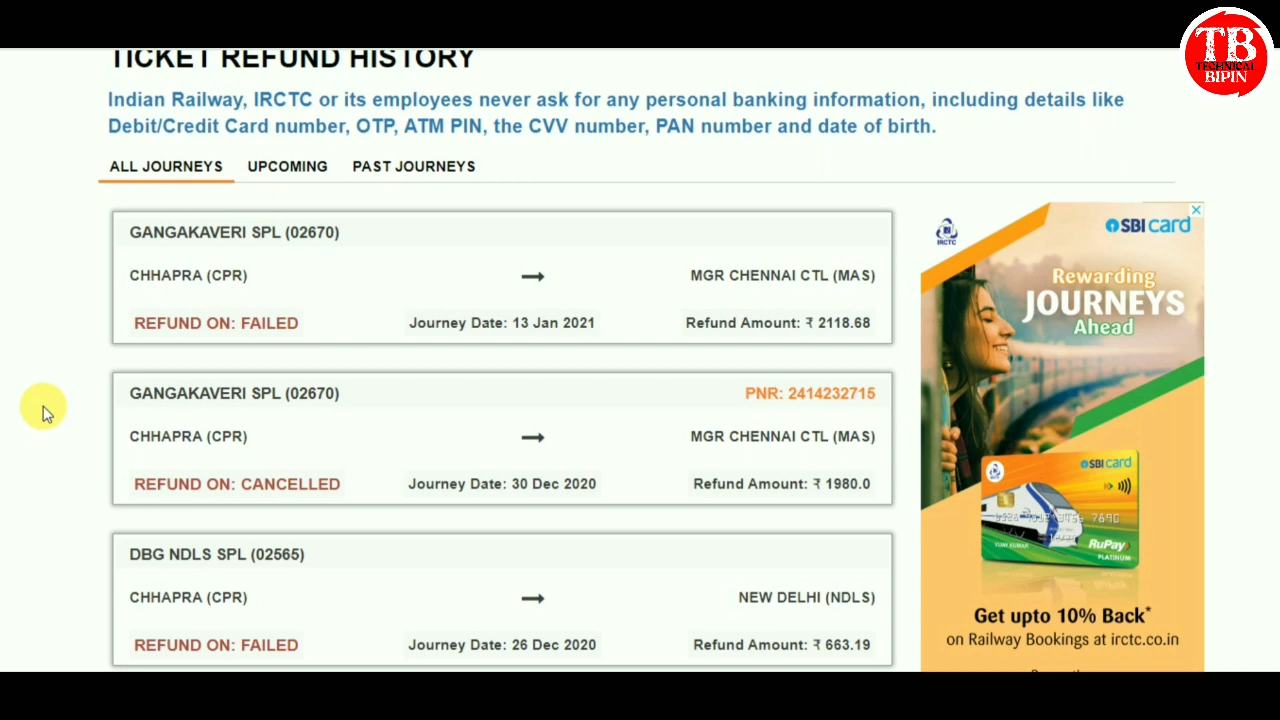 TB
TECHNICAL
BIPIN
TICKET REFUND HISTORY
Indian Railway, IRCTC or its employees never ask for any personal banking information, including details like
Debit/Credit Card number, OTP, ATM PIN, the CVV number, PAN number and date of birth.
ALL JOURNEYS UPCOMING PAST JOURNEYS
GANGAKAVERI SPL (02670)
CHHAPRA (CPR) MGR CHENNAI CTL (MAS)
REFUND ON: FAILED Journey Date: 13 Jan 2021 Refund Amount: ₹ 2118.68
GANGAKAVERI SPL (02670) PNR: 2414232715
CHHAPRA (CPR) MGR CHENNAI CTL (MAS)
REFUND ON: CANCELLED Journey Date: 30 Dec 2020 Refund Amount: ₹ 1980.0
DBG NDLS SPL (02565)
CHHAPRA (CPR) NEW DELHI (NDLS)
REFUND ON: FAILED Journey Date: 26 Dec 2020 Refund Amount: ₹ 663.19
IRCTC
SBI card
Rewarding
JOURNEYS
Ahead
SBI card
VIJAY KUMAR
RuPay
PLATINUM
Get upto 10% Back*
on Railway Bookings at irctc.co.in